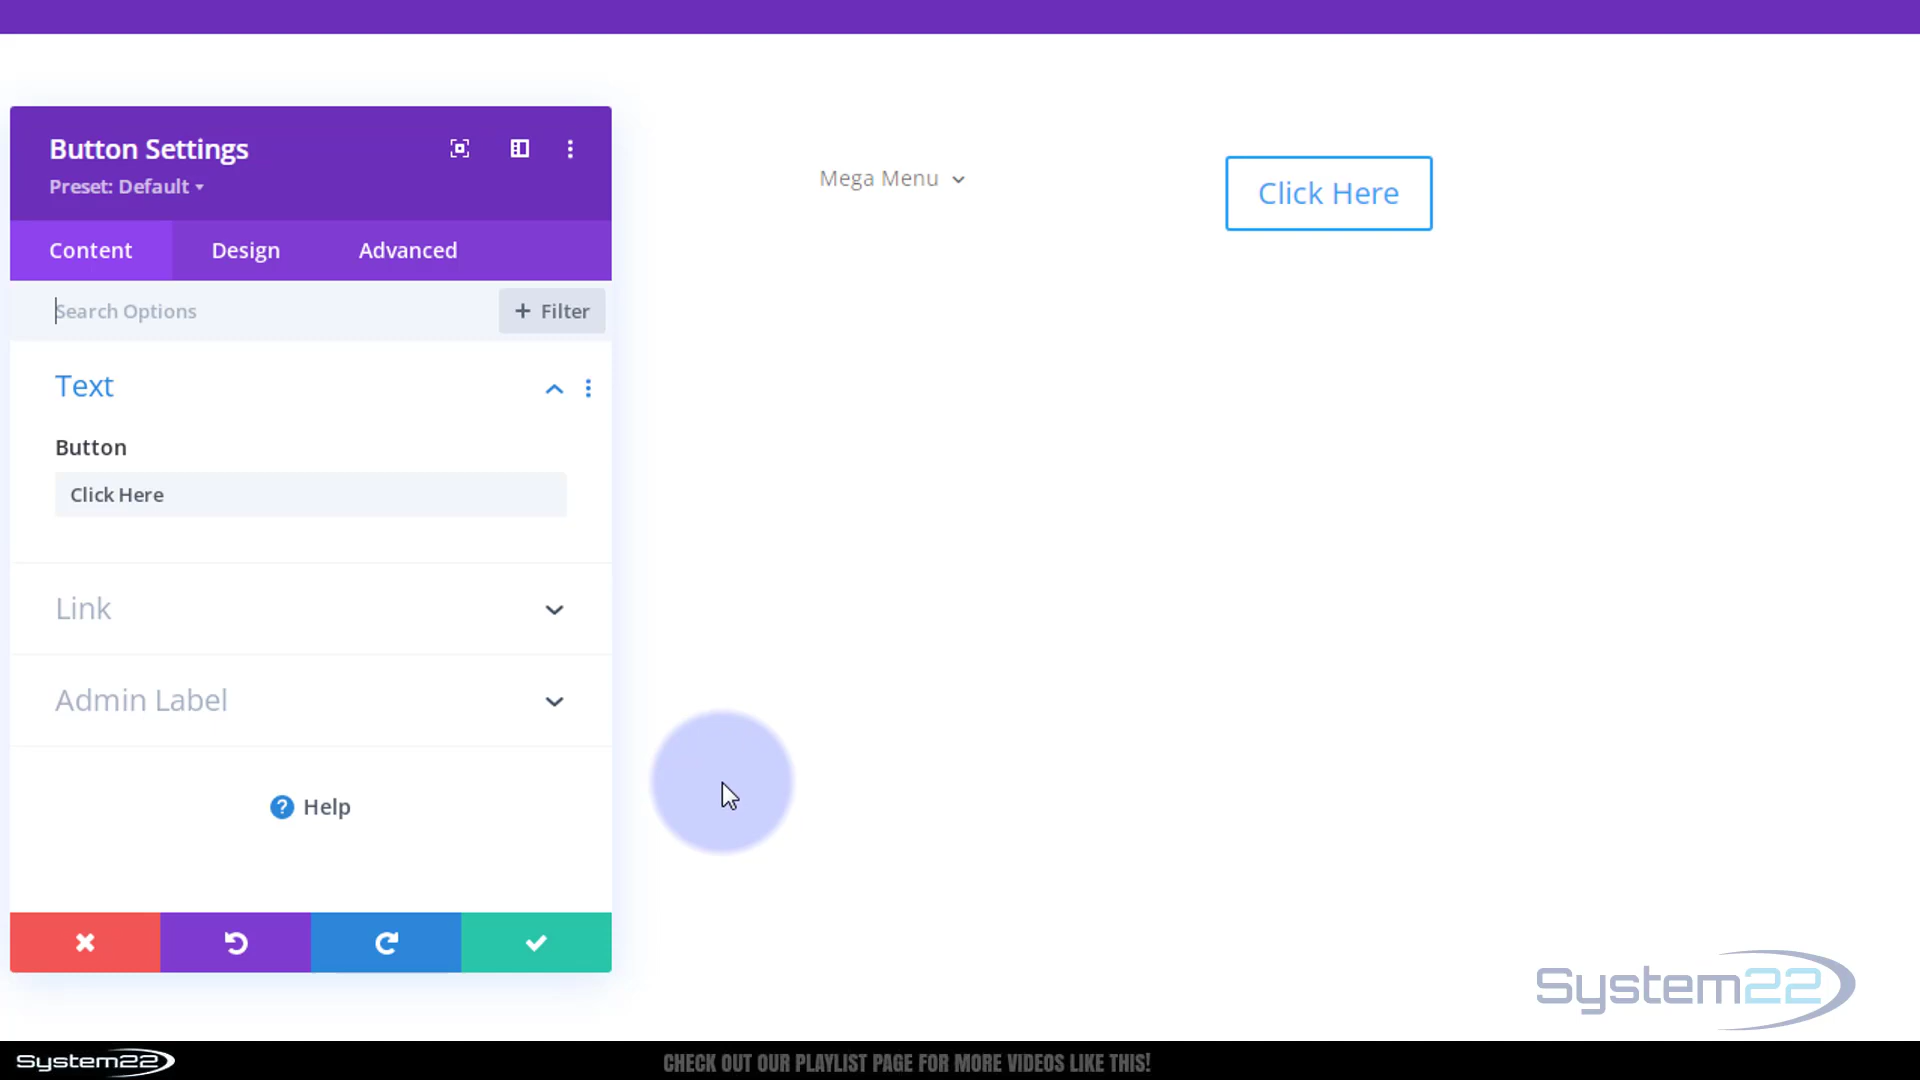 Button Settings
Preset: Default
Content Design Advanced
Search Options
+ Filter
Text
Button
Click Here
Link
Admin Label
? Help
Mega Menu
Click Here
System22
System22
CHECK OUT OUR PLAYLIST PAGE FOR MORE VIDEOS LIKE THIS!